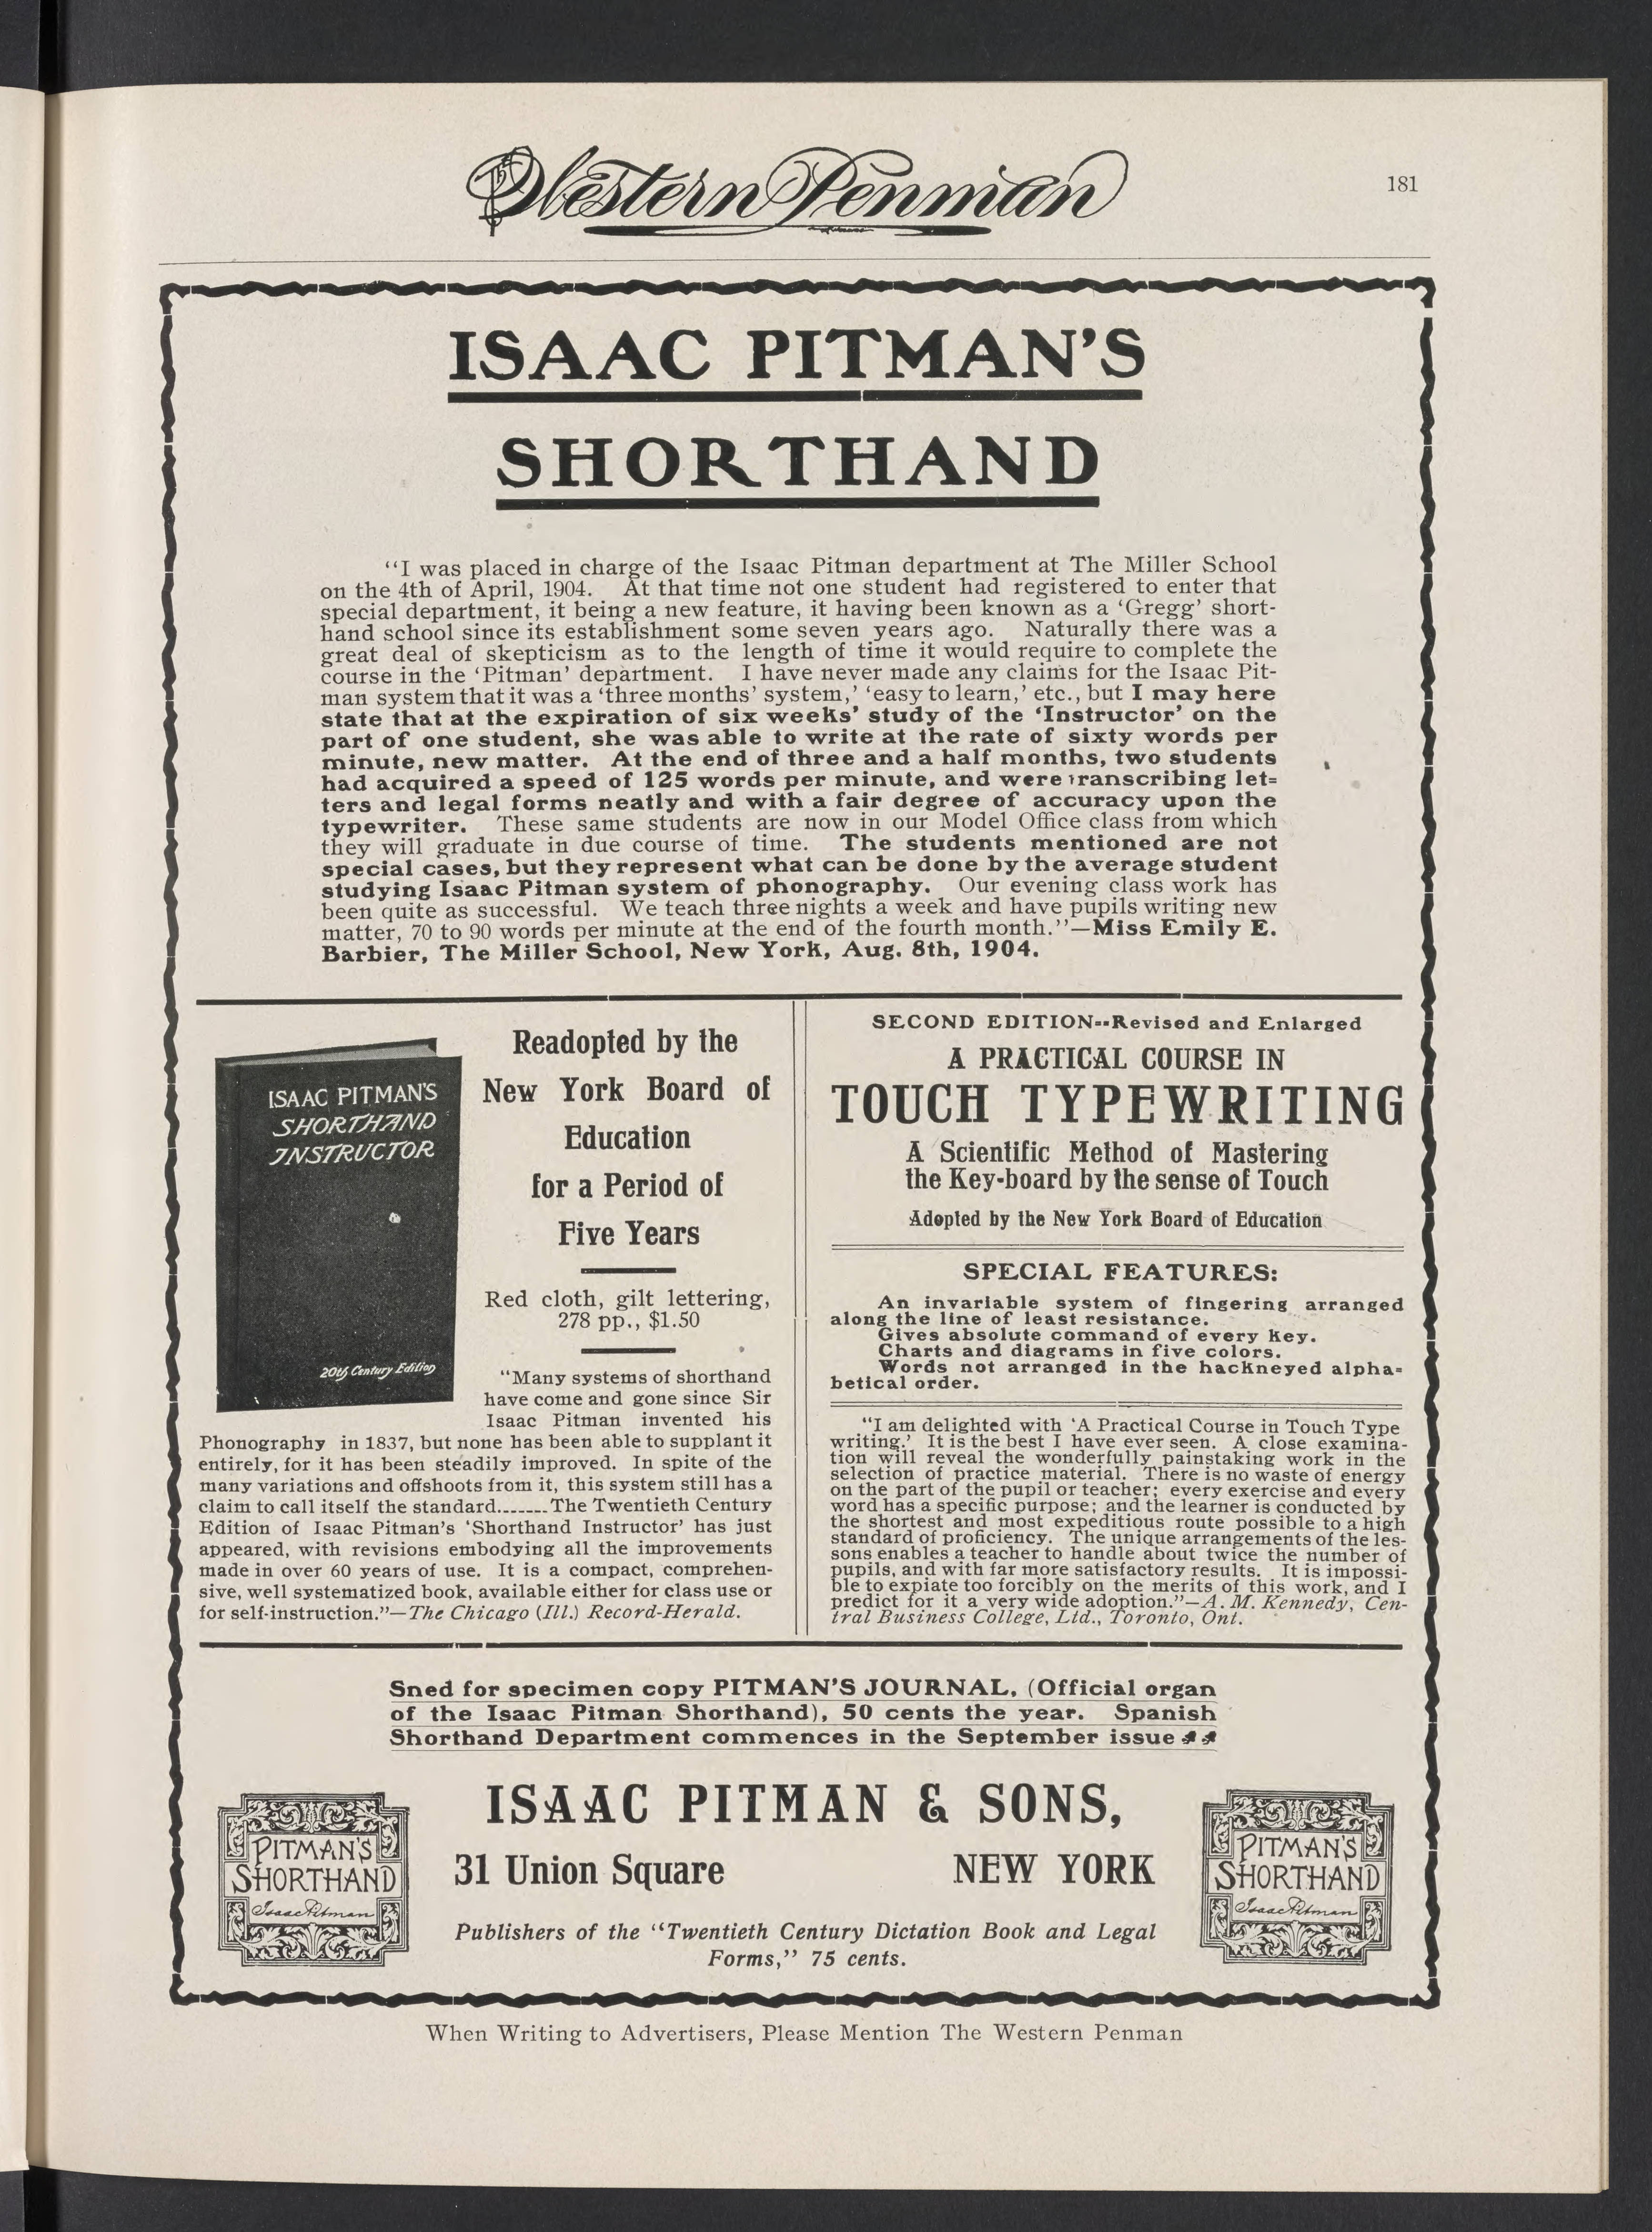 The Western Penman
181
ISAAC PITMAN'S
SHORTHAND
"I was placed in charge of the Isaac Pitman department at The Miller School
on the 4th of April, 1904. At that time not one student had registered to enter that
special department, it being a new feature, it having been known as a 'Gregg' short-
hand school since its establishment some seven years ago. Naturally there was a
great deal of skepticism as to the length of time it would require to complete the
course in the 'Pitman' department. I have never made any claims for the Isaac Pit-
man system that it was a 'three months' system,' 'easy to learn,' etc., but I may here
state that at the expiration of six weeks' study of the 'Instructor' on the
part of one student, she was able to write at the rate of sixty words per
minute, new matter. At the end of three and a half months, two students
had acquired a speed of 125 words per minute, and were transcribing let-
ters and legal forms neatly and with a fair degree of accuracy upon the
typewriter. These same students are now in our Model Office class from which
they will graduate in due course of time. The students mentioned are not
special cases, but they represent what can be done by the average student
studying Isaac Pitman system of phonography. Our evening class work has
been quite as successful. We teach three nights a week and have pupils writing new
matter, 70 to 90 words per minute at the end of the fourth month."—Miss Emily E.
Barbier, The Miller School, New York, Aug. 8th, 1904.
ISAAC PITMAN'S
SHORTHAND
INSTRUCTOR
20th Century Edition
Readopted by the
New York Board of
Education
for a Period of
Five Years
Red cloth, gilt lettering,
278 pp., $1.50
"Many systems of shorthand
have come and gone since Sir
Isaac Pitman invented his
Phonography in 1837, but none has been able to supplant it
entirely, for it has been steadily improved. In spite of the
many variations and offshoots from it, this system still has a
claim to call itself the standard.......The Twentieth Century
Edition of Isaac Pitman's 'Shorthand Instructor' has just
appeared, with revisions embodying all the improvements
made in over 60 years of use. It is a compact, comprehen-
sive, well systematized book, available either for class use or
for self-instruction."—The Chicago (Ill.) Record-Herald.
SECOND EDITION--Revised and Enlarged
A PRACTICAL COURSE IN
TOUCH TYPEWRITING
A Scientific Method of Mastering
the Key-board by the sense of Touch
Adopted by the New York Board of Education
SPECIAL FEATURES:
An invariable system of fingering arranged
along the line of least resistance.
Gives absolute command of every key.
Charts and diagrams in five colors.
Words not arranged in the hackneyed alpha-
betical order.
"I am delighted with 'A Practical Course in Touch Type
writing.' It is the best I have ever seen. A close examina-
tion will reveal the wonderfully painstaking work in the
selection of practice material. There is no waste of energy
on the part of the pupil or teacher; every exercise and every
word has a specific purpose; and the learner is conducted by
the shortest and most expeditious route possible to a high
standard of proficiency. The unique arrangements of the les-
sons enables a teacher to handle about twice the number of
pupils, and with far more satisfactory results. It is impossi-
ble to expiate too forcibly on the merits of this work, and I
predict for it a very wide adoption."—A. M. Kennedy, Cen-
tral Business College, Ltd., Toronto, Ont.
Sned for specimen copy PITMAN'S JOURNAL, (Official organ
of the Isaac Pitman Shorthand), 50 cents the year. Spanish
Shorthand Department commences in the September issue
ISAAC PITMAN & SONS,
31 Union Square NEW YORK
Publishers of the "Twentieth Century Dictation Book and Legal
Forms," 75 cents.
PITMAN'S
SHORTHAND
Isaac Pitman
PITMAN'S
SHORTHAND
Isaac Pitman
When Writing to Advertisers, Please Mention The Western Penman